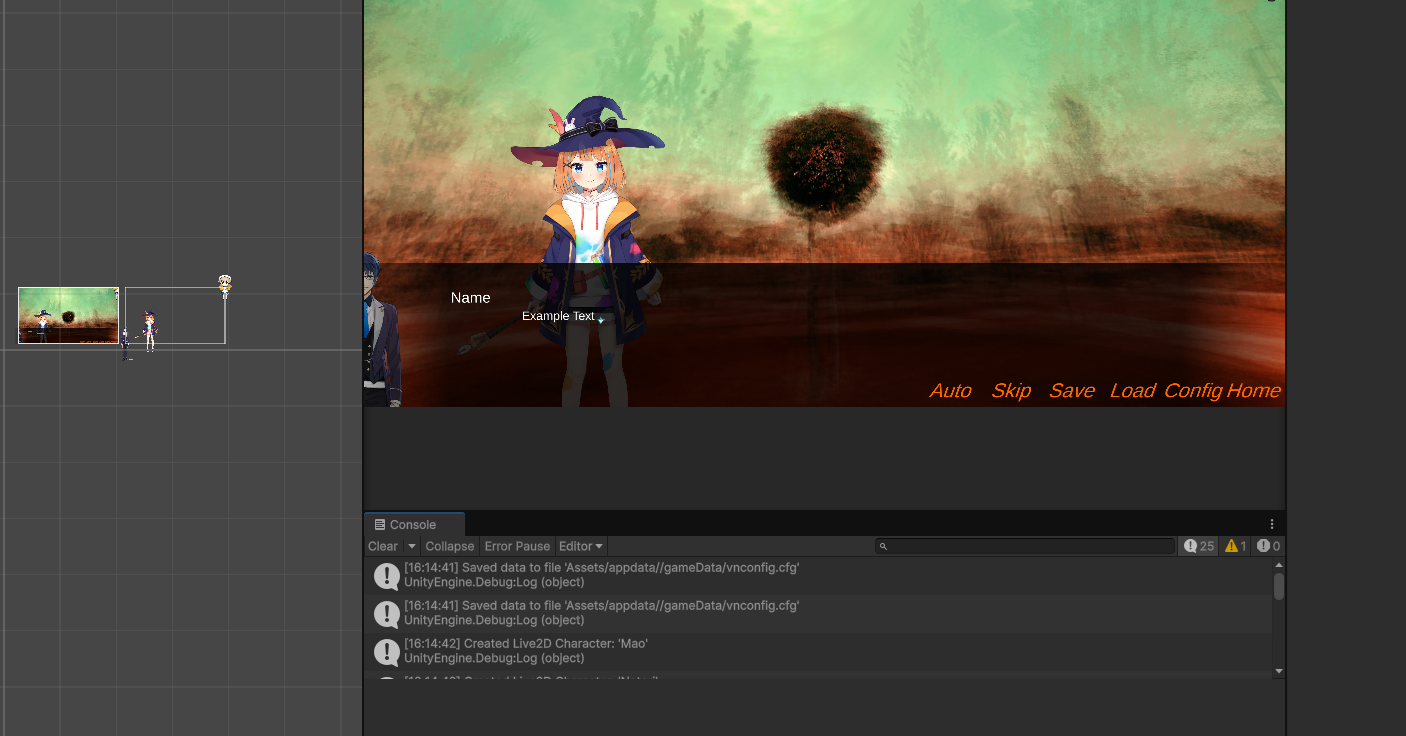 Name
Example Text
Auto Skip Save Load Config Home
Console
Clear Collapse Error Pause Editor 25 1 0
[16:14:41] Saved data to file 'Assets/appdata//gameData/vnconfig.cfg'
UnityEngine.Debug:Log (object)
[16:14:41] Saved data to file 'Assets/appdata//gameData/vnconfig.cfg'
UnityEngine.Debug:Log (object)
[16:14:42] Created Live2D Character: 'Mao'
UnityEngine.Debug:Log (object)